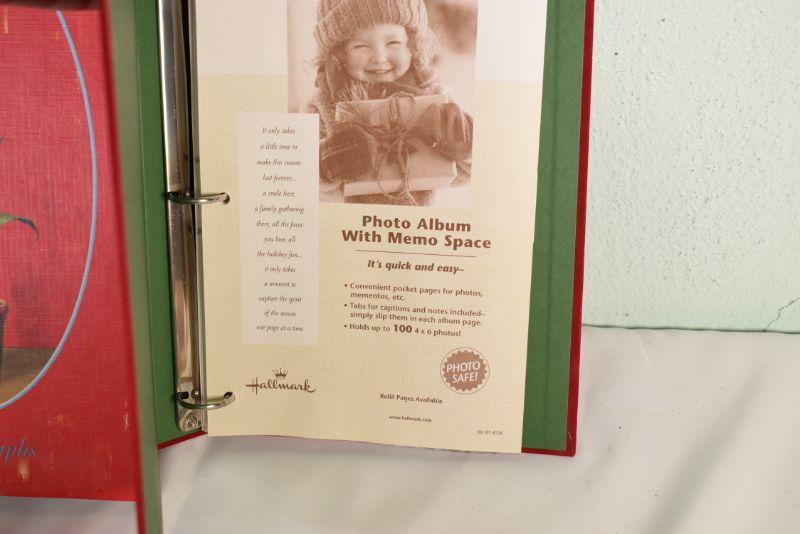 It only takes
a little time to
make this season
last forever...
a smile here,
a family gathering
there, all the faces
you love, all
the holiday fun...
it only takes
a moment to
capture the spirit
of the season
one page at a time.
Photo Album
With Memo Space
It's quick and easy–
• Convenient pocket pages for photos,
mementos, etc.
• Tabs for captions and notes included–
simply slip them in each album page.
• Holds up to 100 4 x 6 photos!
PHOTO
SAFE!
Hallmark
Refill Pages Available
www.hallmark.com